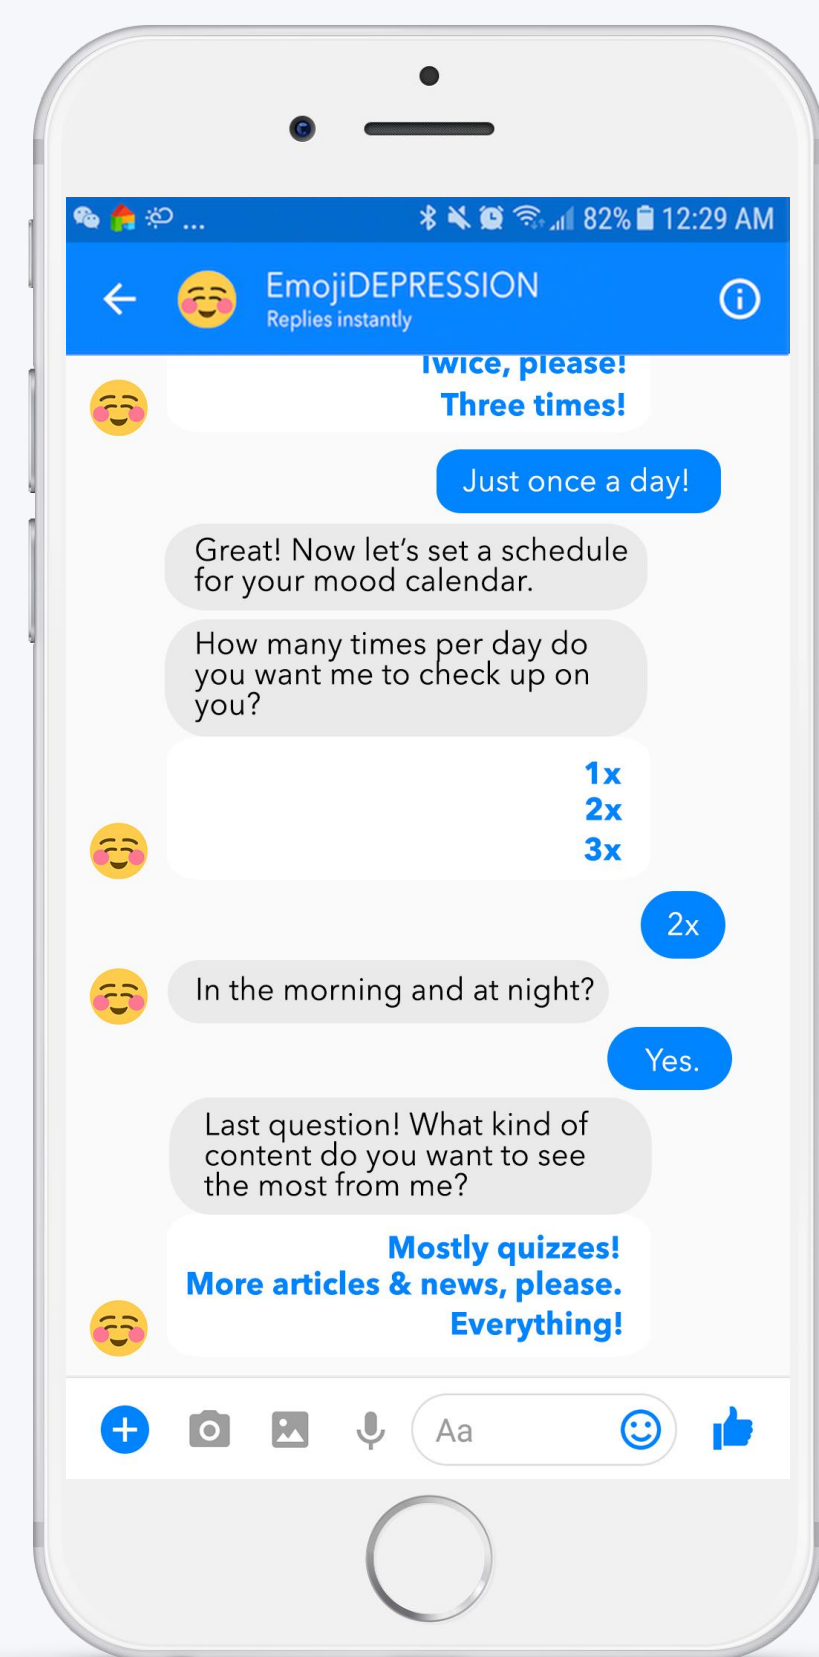 ... 82% 12:29 AM
EmojiDEPRESSION
Replies instantly
Twice, please!
Three times!
Just once a day!
Great! Now let's set a schedule
for your mood calendar.
How many times per day do
you want me to check up on
you?
1x
2x
3x
2x
In the morning and at night?
Yes.
Last question! What kind of
content do you want to see
the most from me?
Mostly quizzes!
More articles & news, please.
Everything!
Aa